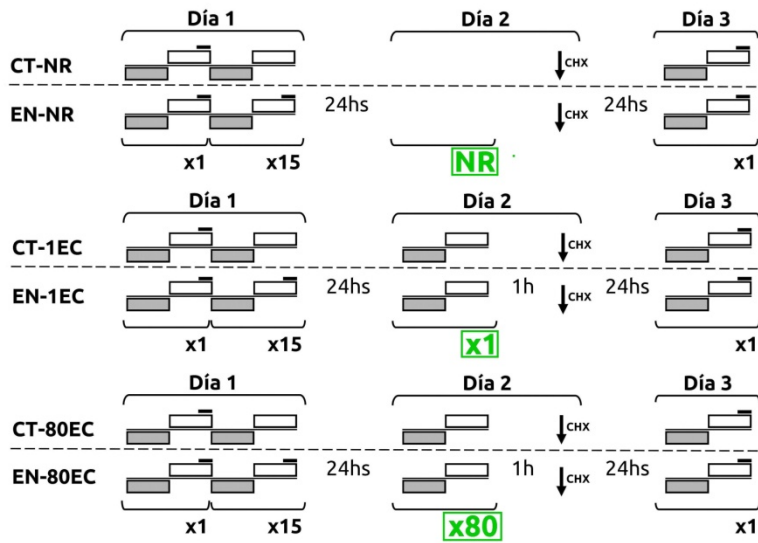 Día 1 Día 2 Día 3
CT-NR CHX
EN-NR 24hs CHX 24hs
x1 x15 NR x1
Día 1 Día 2 Día 3
CT-1EC CHX
EN-1EC 24hs 1h CHX 24hs
x1 x15 x1 x1
Día 1 Día 2 Día 3
CT-80EC CHX
EN-80EC 24hs 1h CHX 24hs
x1 x15 x80 x1